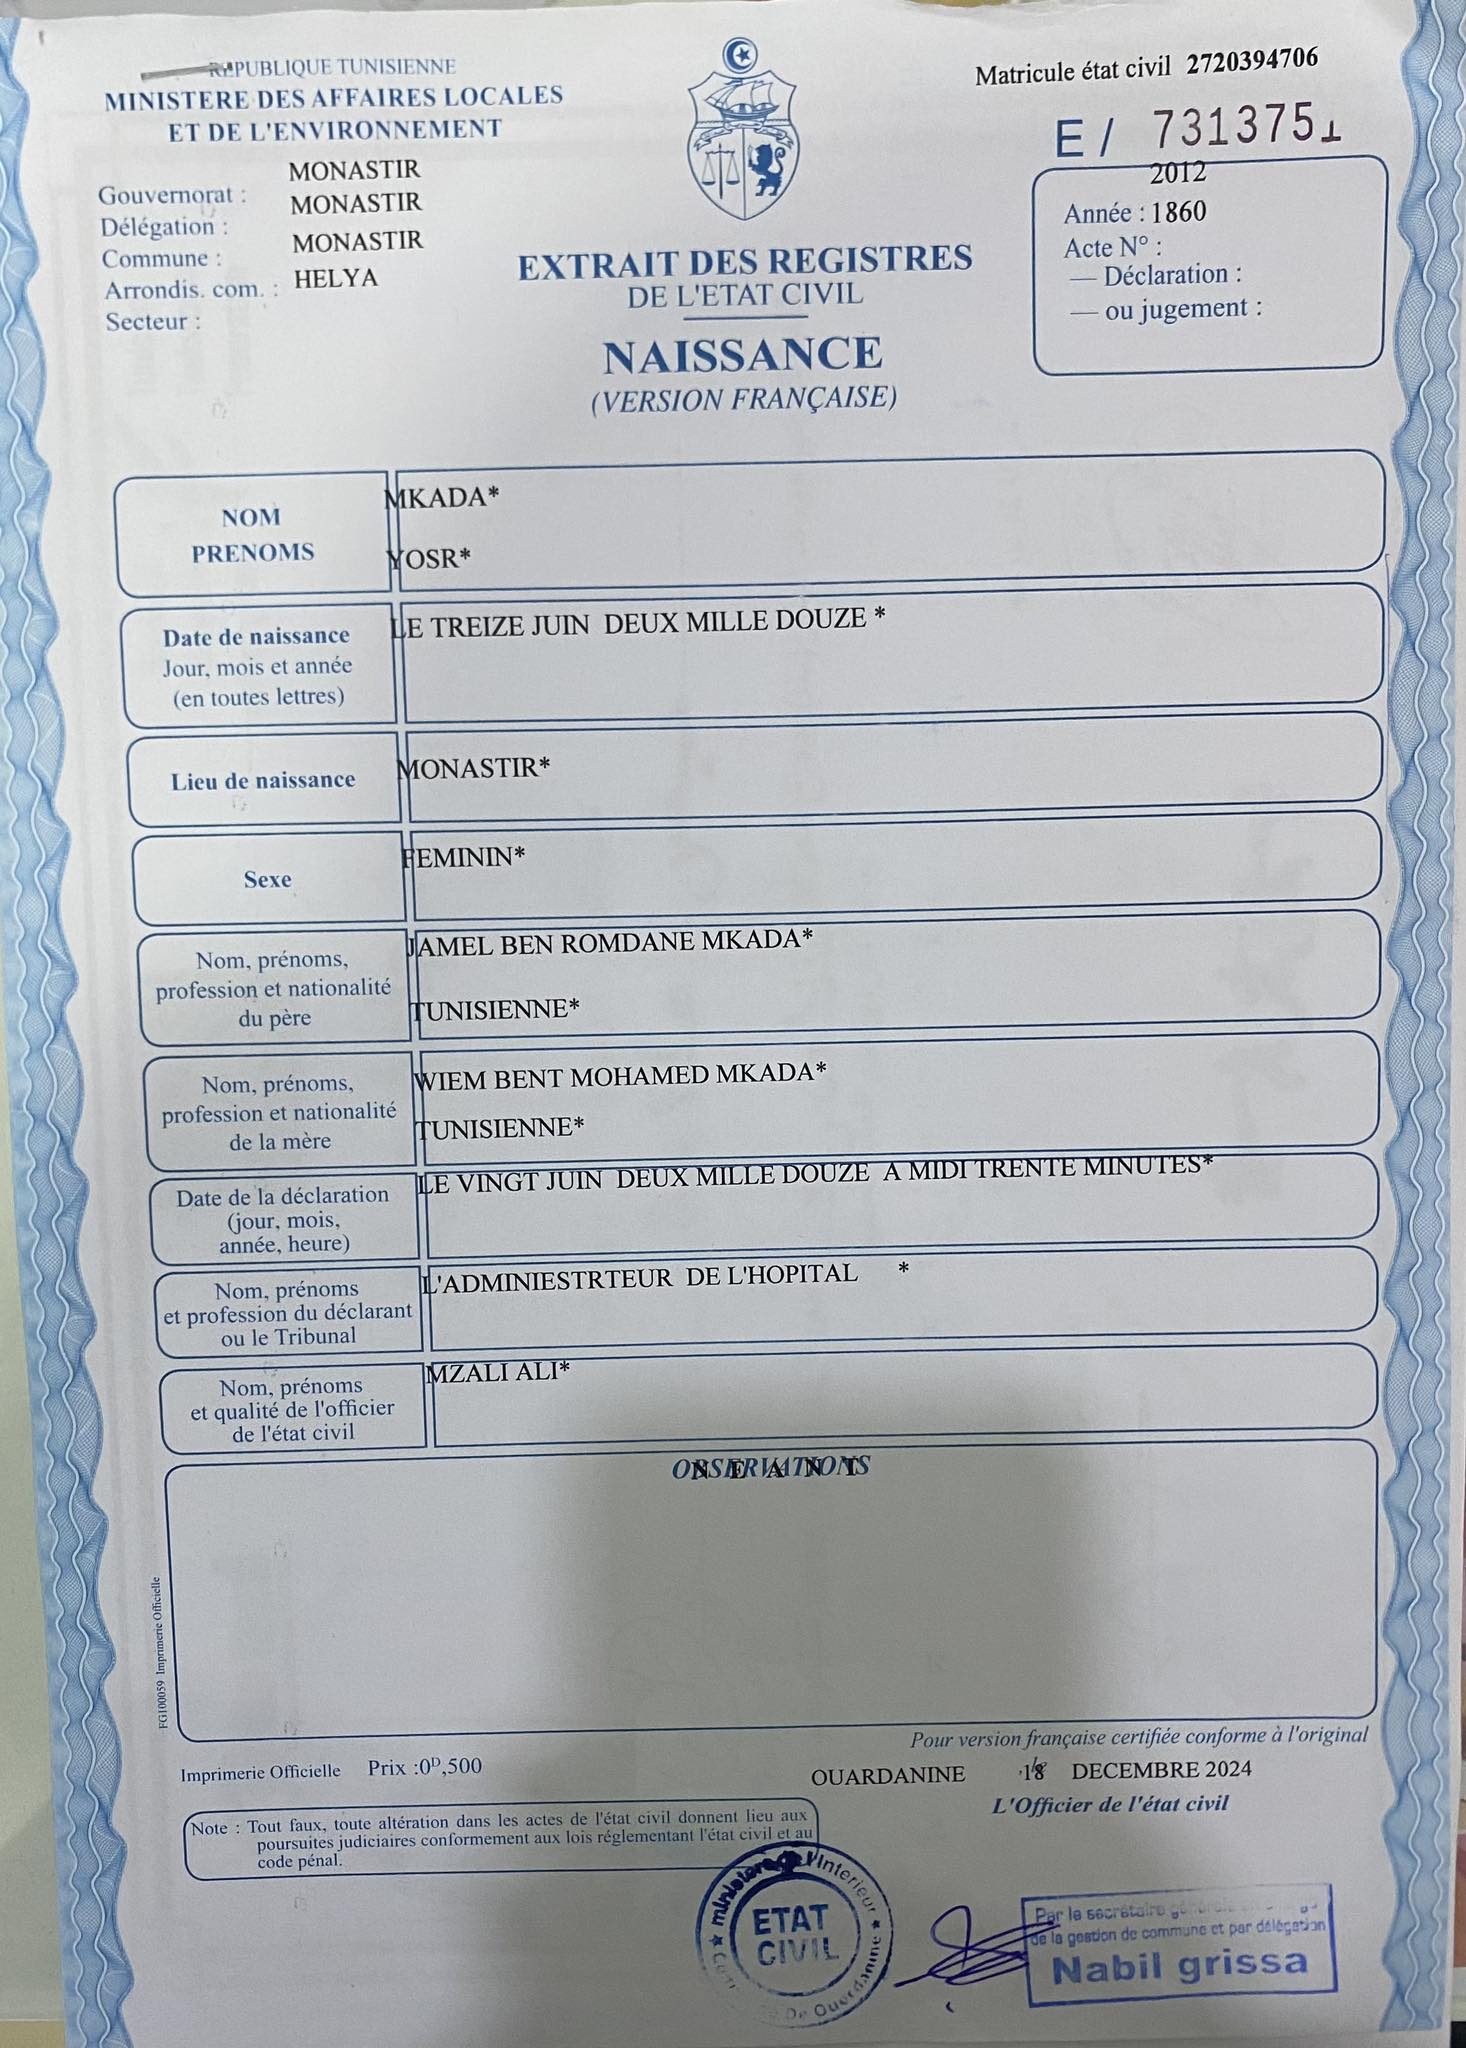 REPUBLIQUE TUNISIENNE
MINISTERE DES AFFAIRES LOCALES
ET DE L'ENVIRONNEMENT
Gouvernorat : MONASTIR
Délégation : MONASTIR
Commune : MONASTIR
Arrondis. com. : HELYA
Secteur :
Matricule état civil 2720394706
E / 7313751
2012
Année : 1860
Acte N° :
— Déclaration :
— ou jugement :
EXTRAIT DES REGISTRES
DE L'ETAT CIVIL
NAISSANCE
(VERSION FRANÇAISE)
NOM
PRENOMS
MKADA*
YOSR*
Date de naissance
Jour, mois et année
(en toutes lettres)
LE TREIZE JUIN DEUX MILLE DOUZE *
Lieu de naissance
MONASTIR*
Sexe
FEMININ*
Nom, prénoms,
profession et nationalité
du père
JAMEL BEN ROMDANE MKADA*
TUNISIENNE*
Nom, prénoms,
profession et nationalité
de la mère
WIEM BENT MOHAMED MKADA*
TUNISIENNE*
Date de la déclaration
(jour, mois,
année, heure)
LE VINGT JUIN DEUX MILLE DOUZE A MIDI TRENTE MINUTES*
Nom, prénoms
et profession du déclarant
ou le Tribunal
L'ADMINIESTRTEUR DE L'HOPITAL *
Nom, prénoms
et qualité de l'officier
de l'état civil
MZALI ALI*
OBSERVATIONS
N E A N T
FG100059 Imprimerie Officielle
Pour version française certifiée conforme à l'original
Imprimerie Officielle Prix :0D,500
OUARDANINE 18 DECEMBRE 2024
L'Officier de l'état civil
Note : Tout faux, toute altération dans les actes de l'état civil donnent lieu aux
poursuites judiciaires conformement aux lois réglementant l'état civil et au
code pénal.
ministere de l'Interieur
ETAT
CIVIL
De Ouerdanine
Par le secrétaire
de la gestion de commune et par délégation
Nabil grissa